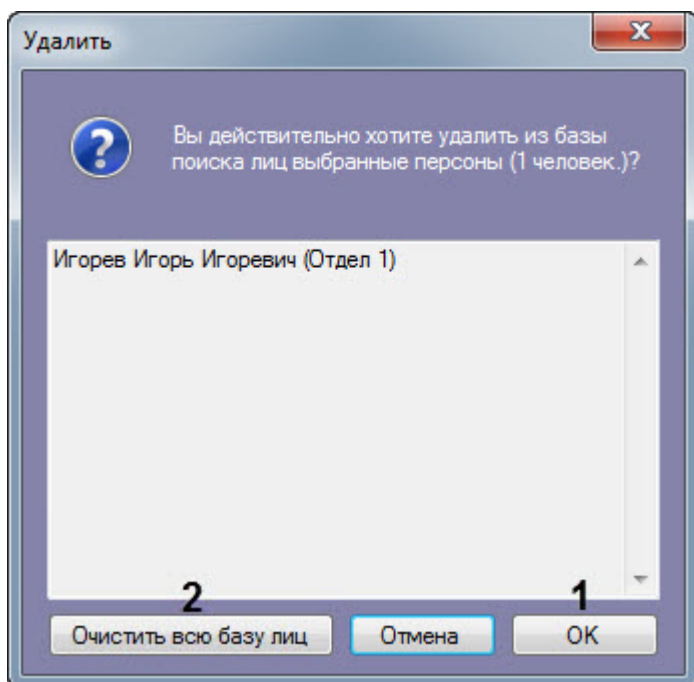 Удалить
Вы действительно хотите удалить из базы
поиска лиц выбранные персоны (1 человек.)?
Игорев Игорь Игоревич (Отдел 1)
2 1
Очистить всю базу лиц Отмена OK